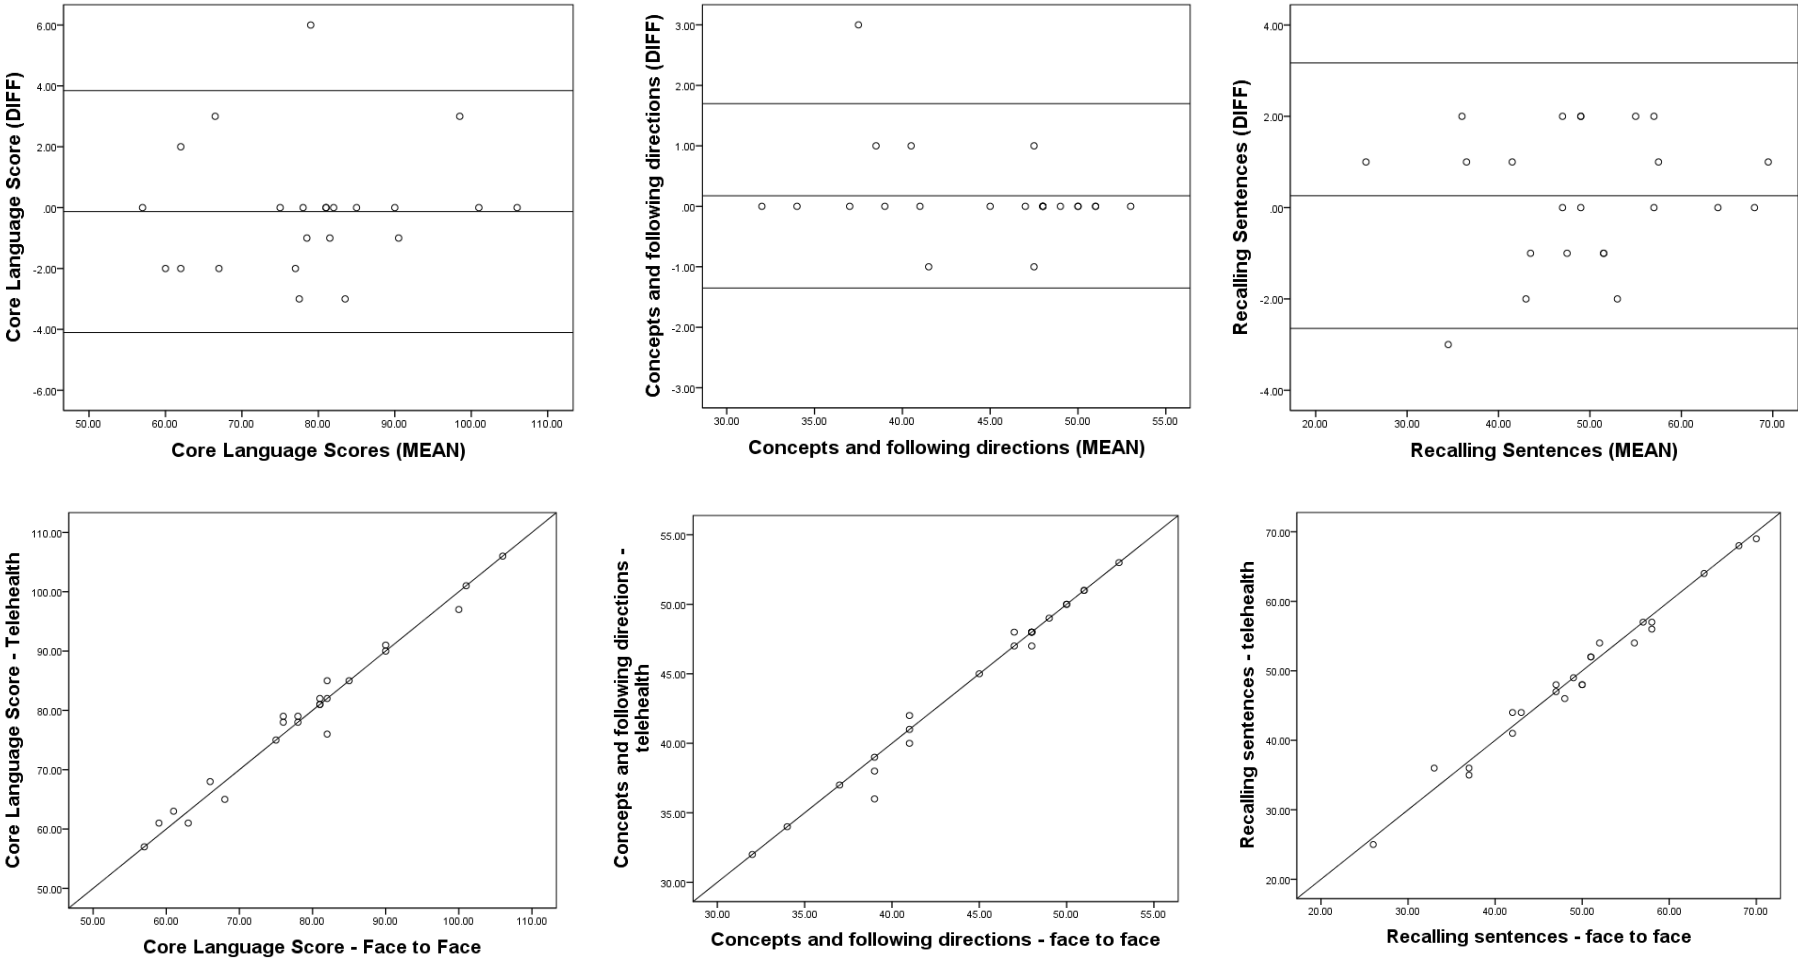 Core Language Score (DIFF)
6.00
4.00
2.00
.00
-2.00
-4.00
-6.00
50.00 60.00 70.00 80.00 90.00 100.00 110.00
Core Language Scores (MEAN)
Concepts and following directions (DIFF)
3.00
2.00
1.00
.00
-1.00
-2.00
-3.00
30.00 35.00 40.00 45.00 50.00 55.00
Concepts and following directions (MEAN)
Recalling Sentences (DIFF)
4.00
2.00
.00
-2.00
-4.00
20.00 30.00 40.00 50.00 60.00 70.00
Recalling Sentences (MEAN)
Core Language Score - Telehealth
110.00
100.00
90.00
80.00
70.00
60.00
50.00
50.00 60.00 70.00 80.00 90.00 100.00 110.00
Core Language Score - Face to Face
Concepts and following directions -
telehealth
55.00
50.00
45.00
40.00
35.00
30.00
30.00 35.00 40.00 45.00 50.00 55.00
Concepts and following directions - face to face
Recalling sentences - telehealth
70.00
60.00
50.00
40.00
30.00
20.00
20.00 30.00 40.00 50.00 60.00 70.00
Recalling sentences - face to face